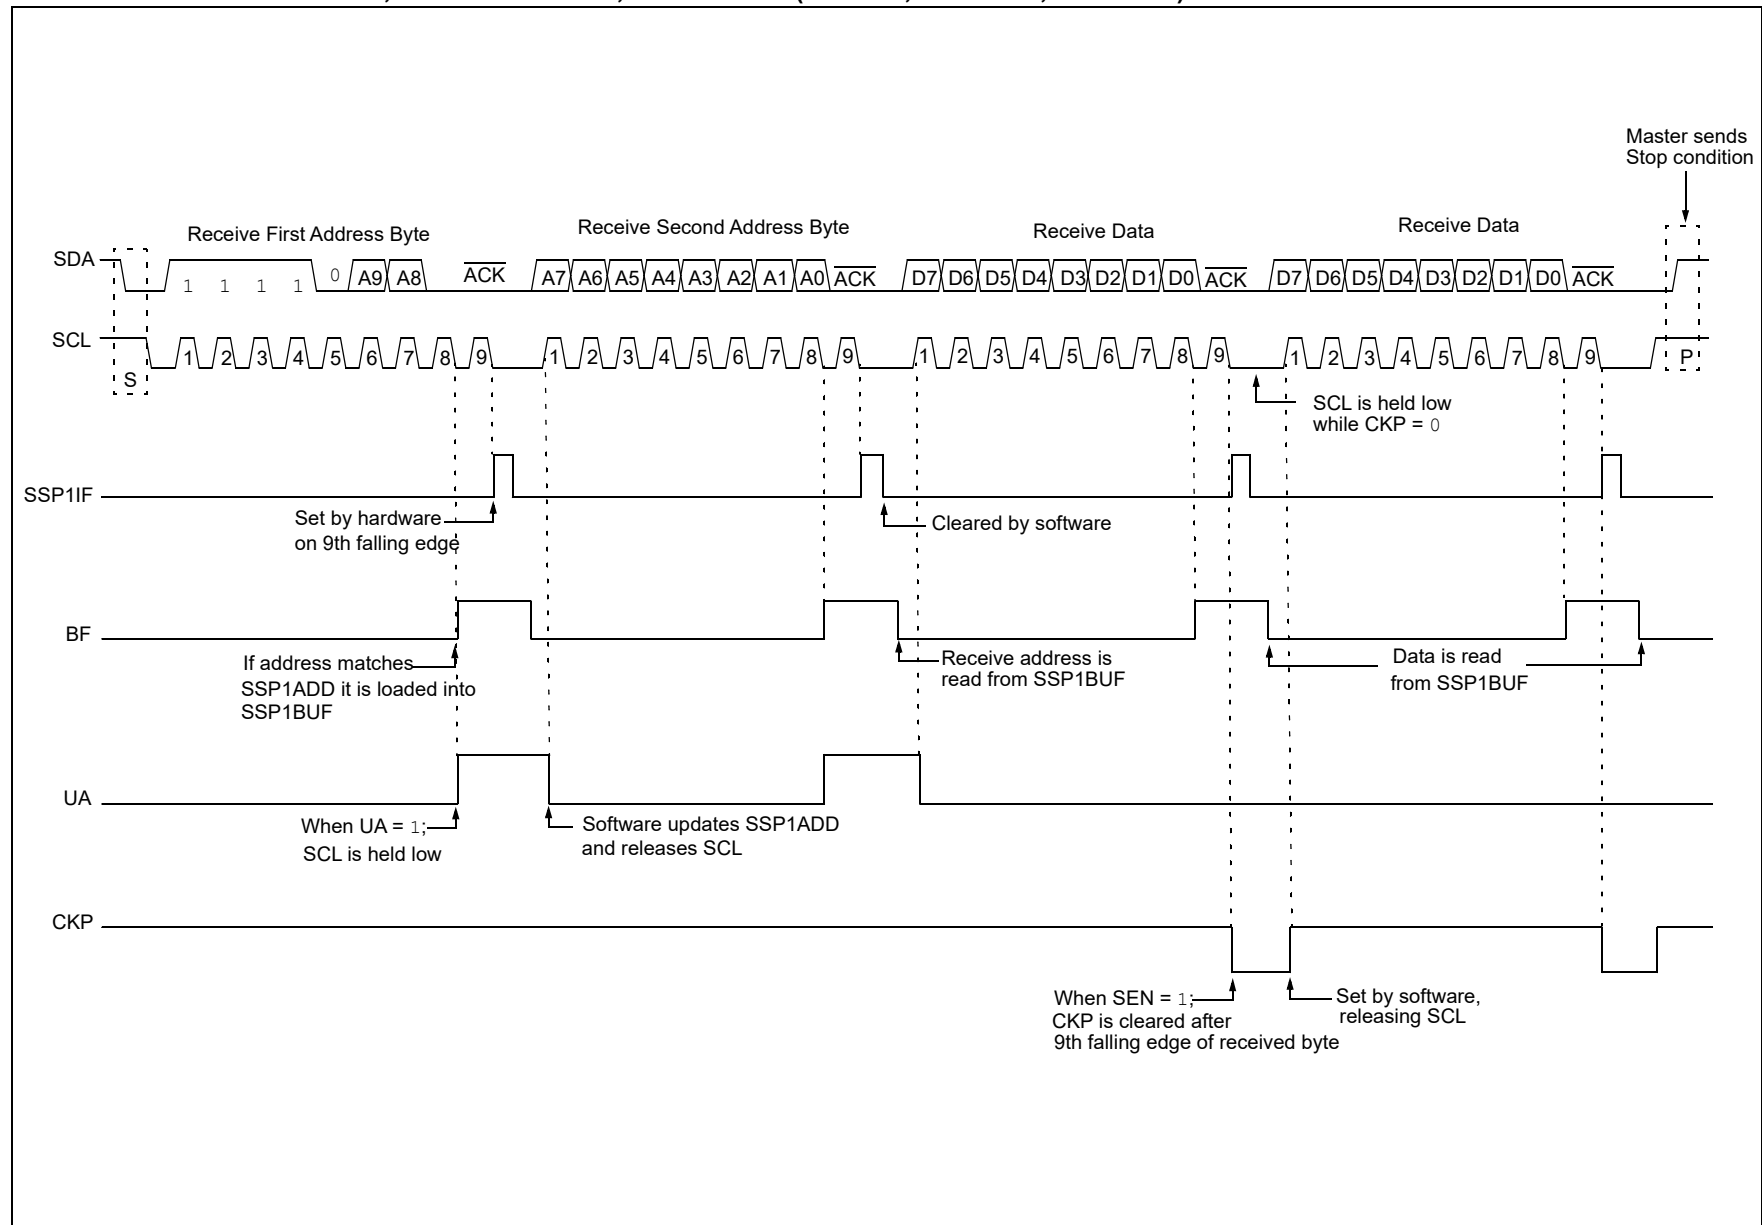 Master sends
Stop condition
Receive First Address Byte
Receive Second Address Byte
Receive Data
Receive Data
SDA
1 1 1 1 0 A9 A8 ACK A7 A6 A5 A4 A3 A2 A1 A0 ACK D7 D6 D5 D4 D3 D2 D1 D0 ACK D7 D6 D5 D4 D3 D2 D1 D0 ACK
SCL
S 1 2 3 4 5 6 7 8 9 1 2 3 4 5 6 7 8 9 1 2 3 4 5 6 7 8 9 1 2 3 4 5 6 7 8 9 P
SCL is held low
while CKP = 0
SSP1IF
Set by hardware
on 9th falling edge
Cleared by software
BF
If address matches
SSP1ADD it is loaded into
SSP1BUF
Receive address is
read from SSP1BUF
Data is read
from SSP1BUF
UA
When UA = 1;
SCL is held low
Software updates SSP1ADD
and releases SCL
CKP
When SEN = 1;
CKP is cleared after
9th falling edge of received byte
Set by software,
releasing SCL